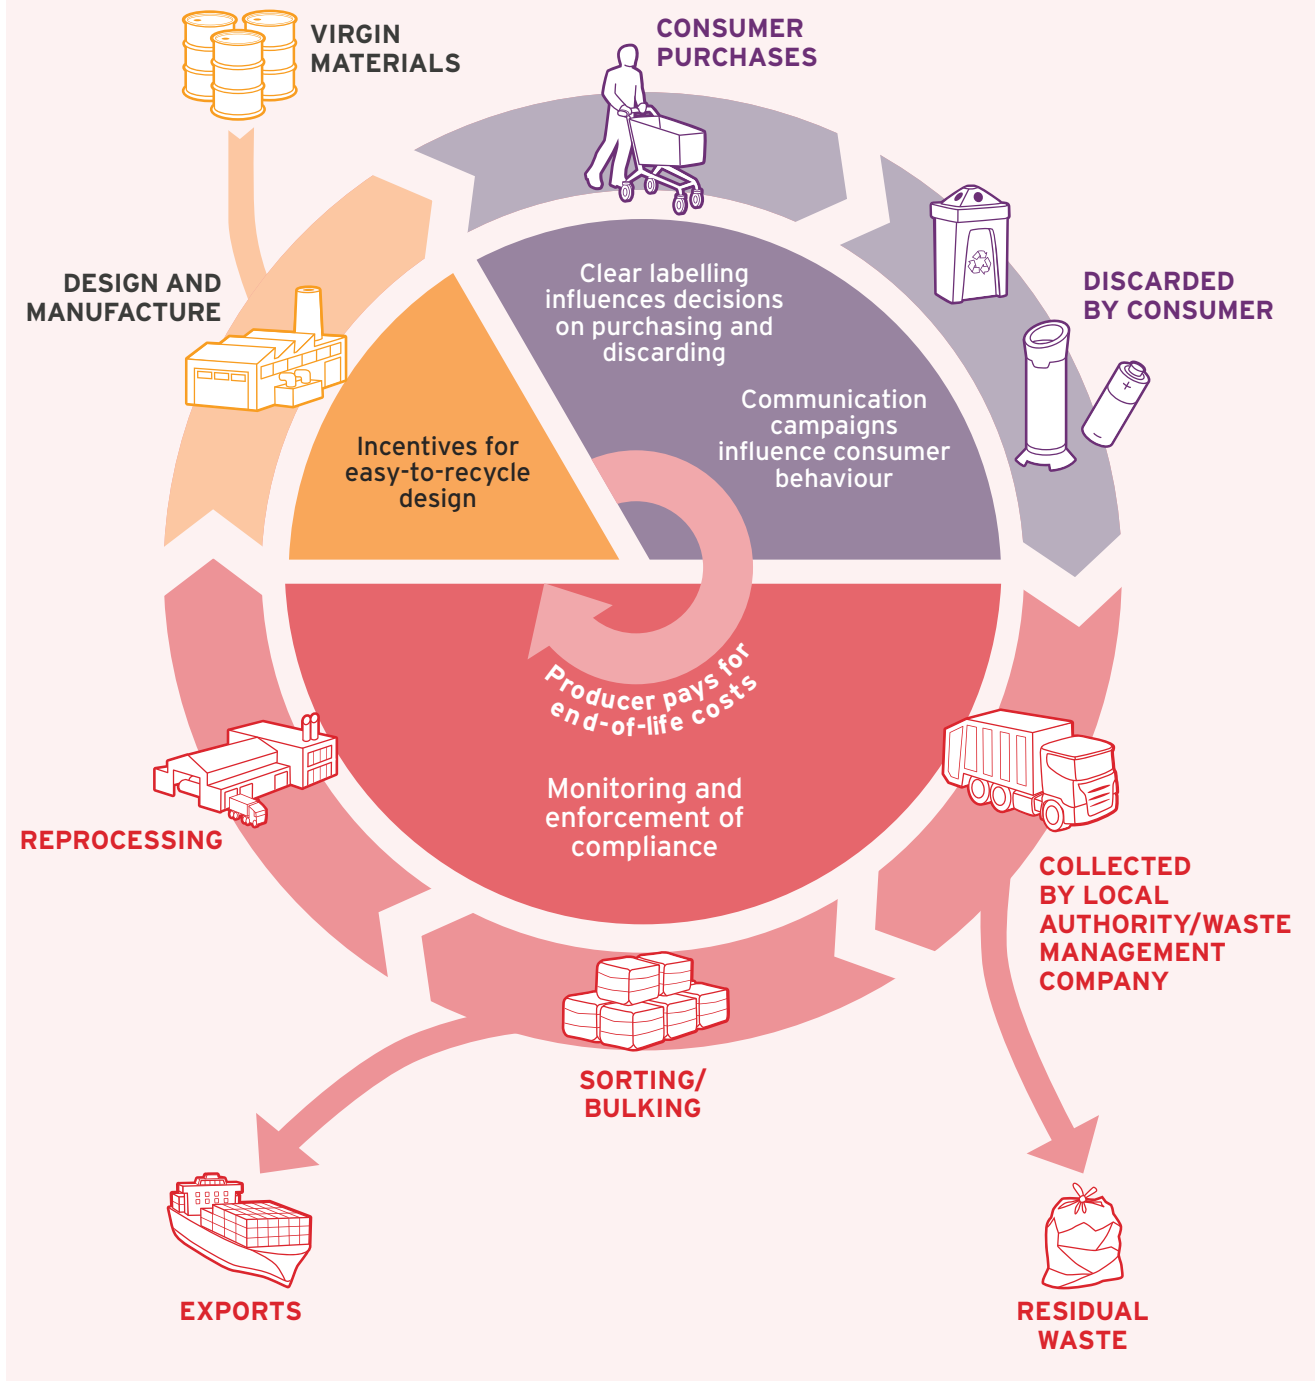 VIRGIN
MATERIALS
CONSUMER
PURCHASES
DESIGN AND
MANUFACTURE
DISCARDED
BY CONSUMER
Clear labelling
influences decisions
on purchasing and
discarding
Communication
campaigns
influence consumer
behaviour
Incentives for
easy-to-recycle
design
Producer pays for
end-of-life costs
Monitoring and
enforcement of
compliance
REPROCESSING
COLLECTED
BY LOCAL
AUTHORITY/WASTE
MANAGEMENT
COMPANY
SORTING/
BULKING
EXPORTS
RESIDUAL
WASTE